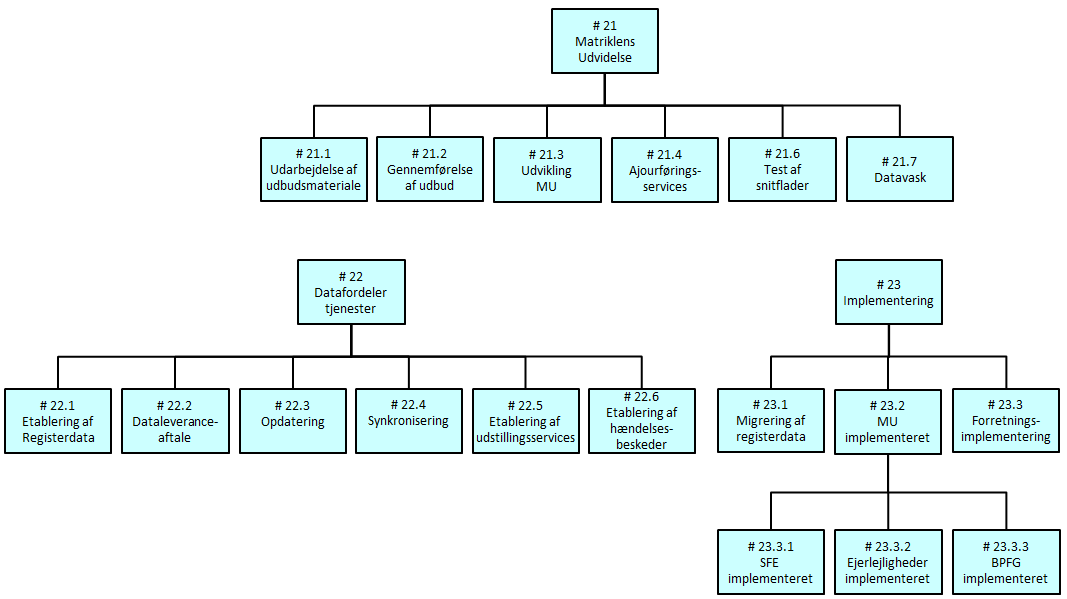 # 21
Matriklens
Udvidelse
# 21.1
Udarbejdelse af
udbudsmateriale
# 21.2
Gennemførelse
af udbud
# 21.3
Udvikling
MU
# 21.4
Ajourførings-
services
# 21.6
Test af
snitflader
# 21.7
Datavask
# 22
Datafordeler
tjenester
# 23
Implementering
# 22.1
Etablering af
Registerdata
# 22.2
Dataleverance-
aftale
# 22.3
Opdatering
# 22.4
Synkronisering
# 22.5
Etablering af
udstillingsservices
# 22.6
Etablering af
hændelses-
beskeder
# 23.1
Migrering af
registerdata
# 23.2
MU
implementeret
# 23.3
Forretnings-
implementering
# 23.3.1
SFE
implementeret
# 23.3.2
Ejerlejligheder
implementeret
# 23.3.3
BPFG
implementeret